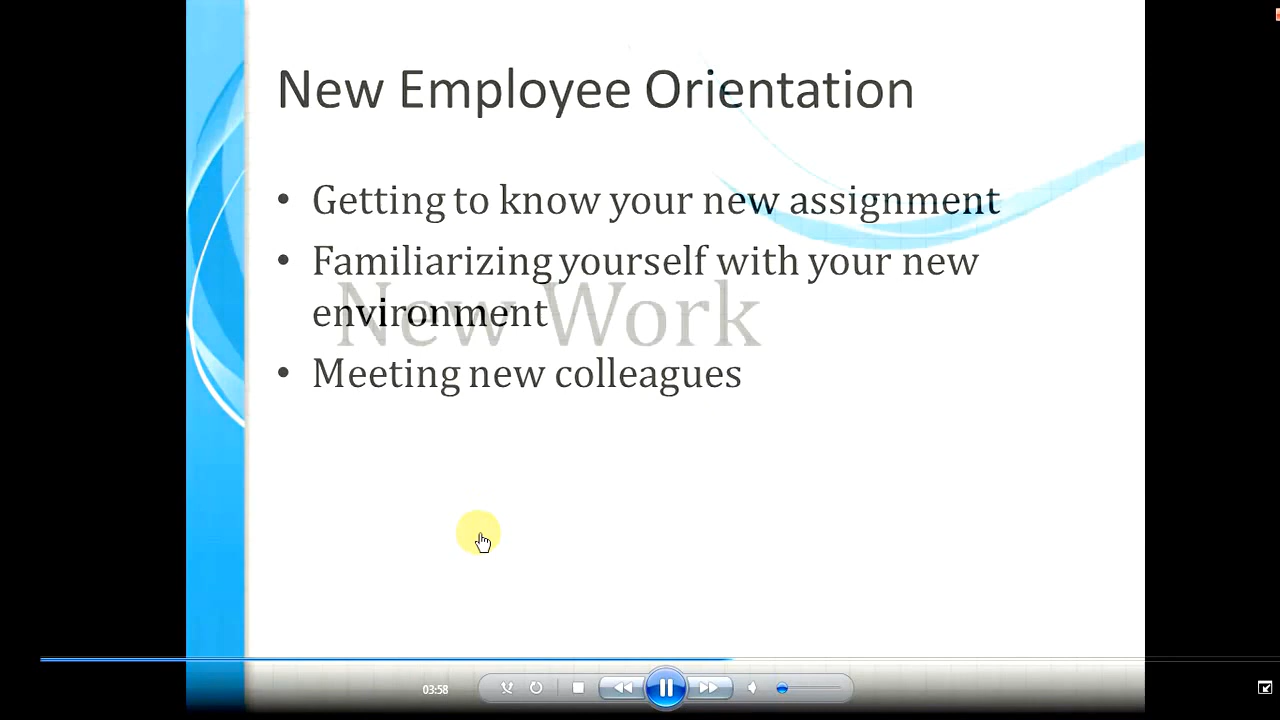 New Employee Orientation
• Getting to know your new assignment
• Familiarizing yourself with your new
environment
New Work
• Meeting new colleagues
03:58